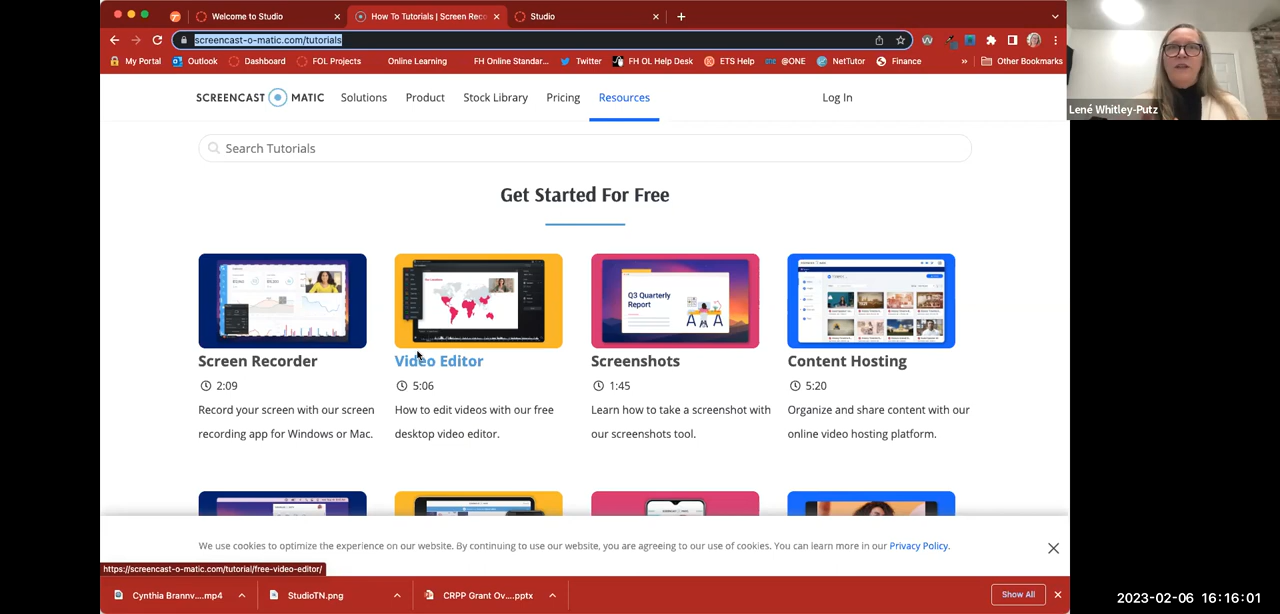 Welcome to Studio
How To Tutorials | Screen Reco
Studio
screencast-o-matic.com/tutorials
My Portal
Outlook
Dashboard
FOL Projects
Online Learning
FH Online Standar...
Twitter
FH OL Help Desk
ETS Help
@ONE
NetTutor
Finance
»
Other Bookmarks
SCREENCAST O MATIC
Solutions
Product
Stock Library
Pricing
Resources
Log In
Lené Whitley-Putz
Search Tutorials
Get Started For Free
Q3 Quarterly
Report
Screen Recorder
2:09
Record your screen with our screen
recording app for Windows or Mac.
Video Editor
5:06
How to edit videos with our free
desktop video editor.
Screenshots
1:45
Learn how to take a screenshot with
our screenshots tool.
Content Hosting
5:20
Organize and share content with our
online video hosting platform.
We use cookies to optimize the experience on our website. By continuing to use our website, you are agreeing to our use of cookies. You can learn more in our Privacy Policy.
https://screencast-o-matic.com/tutorial/free-video-editor/
Cynthia Brannv....mp4
StudioTN.png
CRPP Grant Ov....pptx
Show All
2023-02-06 16:16:01